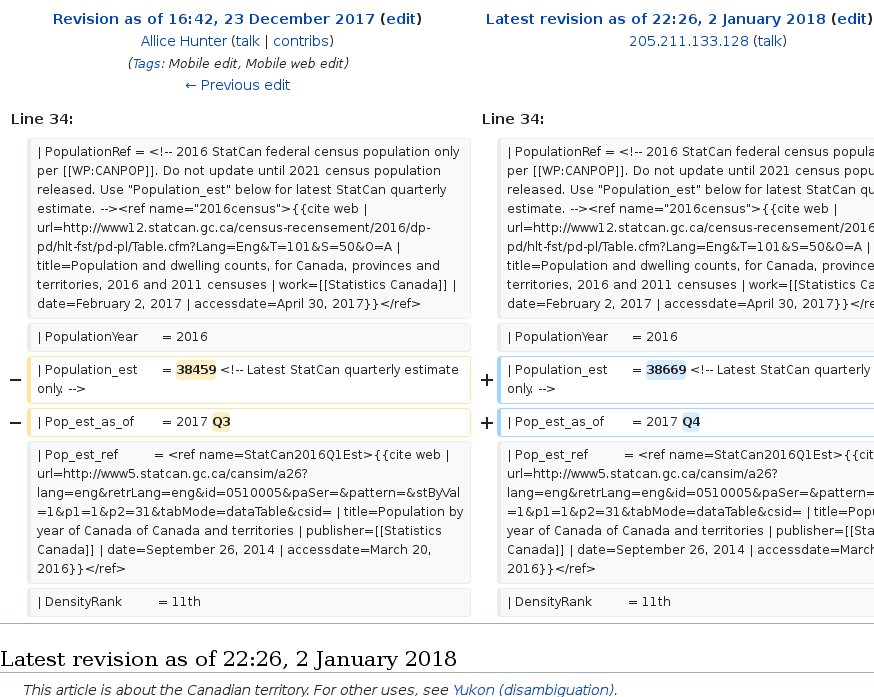 Revision as of 16:42, 23 December 2017 (edit)
Allice Hunter (talk | contribs)
(Tags: Mobile edit, Mobile web edit)
← Previous edit
Latest revision as of 22:26, 2 January 2018 (edit)
205.211.133.128 (talk)
Line 34:
| PopulationRef = <!-- 2016 StatCan federal census population only
per [[WP:CANPOP]]. Do not update until 2021 census population
released. Use "Population_est" below for latest StatCan quarterly
estimate. --><ref name="2016census">{{cite web |
url=http://www12.statcan.gc.ca/census-recensement/2016/dp-
pd/hlt-fst/pd-pl/Table.cfm?Lang=Eng&T=101&S=50&O=A |
title=Population and dwelling counts, for Canada, provinces and
territories, 2016 and 2011 censuses | work=[[Statistics Canada]] |
date=February 2, 2017 | accessdate=April 30, 2017}}</ref>
| PopulationYear = 2016
− | Population_est = 38459 <!-- Latest StatCan quarterly estimate
only. -->
− | Pop_est_as_of = 2017 Q3
| Pop_est_ref = <ref name=StatCan2016Q1Est>{{cite web |
url=http://www5.statcan.gc.ca/cansim/a26?
lang=eng&retrLang=eng&id=0510005&paSer=&pattern=&stByVal
=1&p1=1&p2=31&tabMode=dataTable&csid= | title=Population by
year of Canada of Canada and territories | publisher=[[Statistics
Canada]] | date=September 26, 2014 | accessdate=March 20,
2016}}</ref>
| DensityRank = 11th
Line 34:
| PopulationRef = <!-- 2016 StatCan federal census popula
per [[WP:CANPOP]]. Do not update until 2021 census popu
released. Use "Population_est" below for latest StatCan qu
estimate. --><ref name="2016census">{{cite web |
url=http://www12.statcan.gc.ca/census-recensement/2016
pd/hlt-fst/pd-pl/Table.cfm?Lang=Eng&T=101&S=50&O=A |
title=Population and dwelling counts, for Canada, province
territories, 2016 and 2011 censuses | work=[[Statistics Ca
date=February 2, 2017 | accessdate=April 30, 2017}}</re
| PopulationYear = 2016
+ | Population_est = 38669 <!-- Latest StatCan quarterly
only. -->
+ | Pop_est_as_of = 2017 Q4
| Pop_est_ref = <ref name=StatCan2016Q1Est>{{cit
url=http://www5.statcan.gc.ca/cansim/a26?
lang=eng&retrLang=eng&id=0510005&paSer=&pattern=
=1&p1=1&p2=31&tabMode=dataTable&csid= | title=Popu
year of Canada of Canada and territories | publisher=[[Sta
Canada]] | date=September 26, 2014 | accessdate=March
2016}}</ref>
| DensityRank = 11th
Latest revision as of 22:26, 2 January 2018
This article is about the Canadian territory. For other uses, see Yukon (disambiguation).